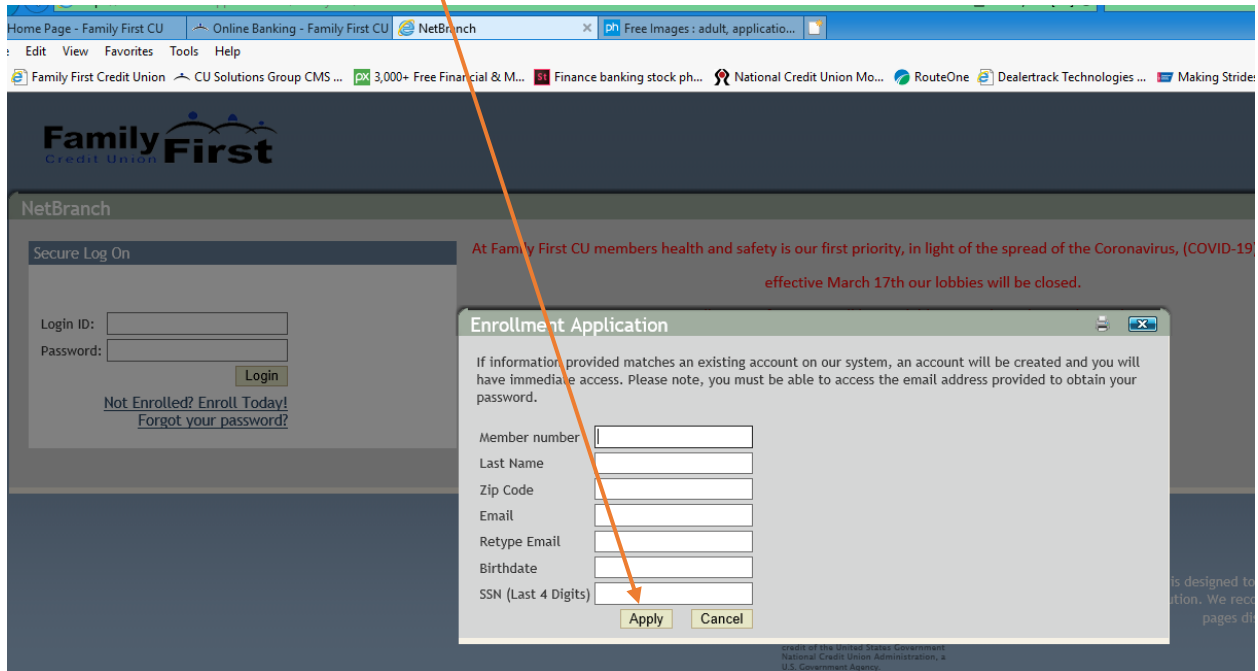 Home Page - Family First CU
Online Banking - Family First CU
NetBranch
Free Images : adult, applicatio...
Edit View Favorites Tools Help
Family First Credit Union
CU Solutions Group CMS ...
3,000+ Free Financial & M...
Finance banking stock ph...
National Credit Union Mo...
RouteOne
Dealertrack Technologies ...
Making Strides
Family First
Credit Union
NetBranch
Secure Log On
Login ID:
Password:
Login
Not Enrolled? Enroll Today!
Forgot your password?
At Family First CU members health and safety is our first priority, in light of the spread of the Coronavirus, (COVID-19)
effective March 17th our lobbies will be closed.
Enrollment Application
If information provided matches an existing account on our system, an account will be created and you will
have immediate access. Please note, you must be able to access the email address provided to obtain your
password.
Member number
Last Name
Zip Code
Email
Retype Email
Birthdate
SSN (Last 4 Digits)
Apply Cancel
is designed to
ution. We reco
pages dis
credit of the United States Government
National Credit Union Administration, a
U.S. Government Agency.